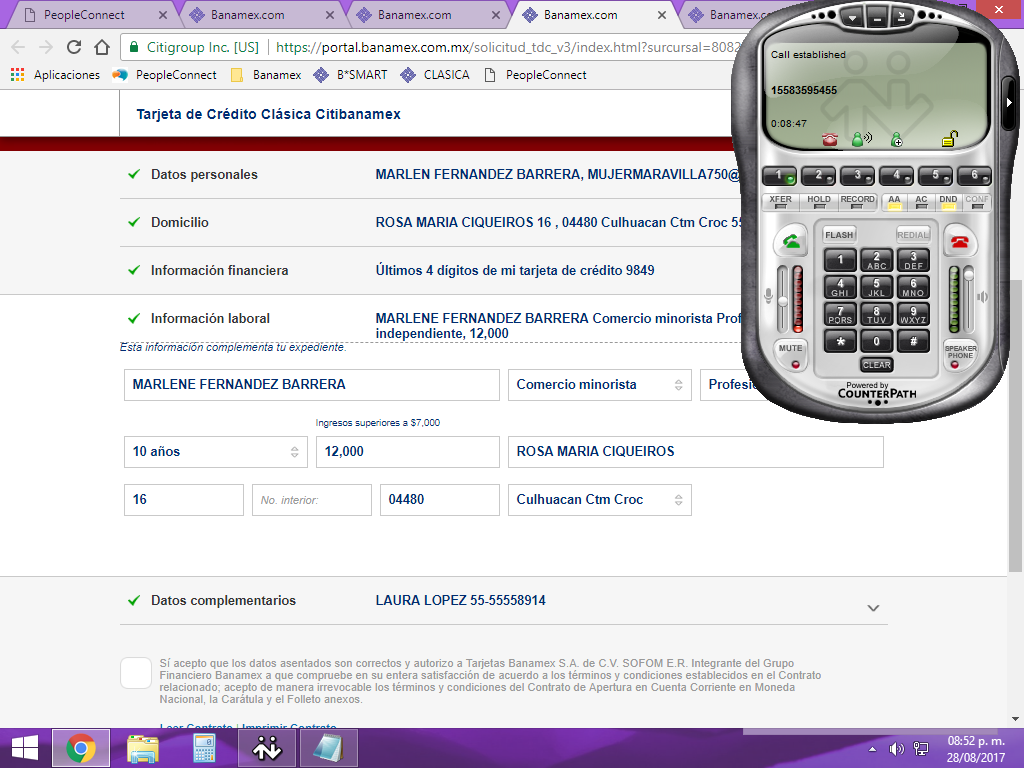 PeopleConnect
Banamex.com
Banamex.com
Banamex.com
Banamex.co
Citigroup Inc. [US] https://portal.banamex.com.mx/solicitud_tdc_v3/index.html?surcursal=8082
Aplicaciones PeopleConnect Banamex B*SMART CLASICA PeopleConnect
Tarjeta de Crédito Clásica Citibanamex
Datos personales MARLEN FERNANDEZ BARRERA, MUJERMARAVILLA750@
Domicilio ROSA MARIA CIQUEIROS 16 , 04480 Culhuacan Ctm Croc 55
Información financiera Últimos 4 dígitos de mi tarjeta de crédito 9849
Información laboral MARLENE FERNANDEZ BARRERA Comercio minorista Prof
independiente, 12,000
Esta información complementa tu expediente.
MARLENE FERNANDEZ BARRERA Comercio minorista Profesi
Ingresos superiores a $7,000
10 años 12,000 ROSA MARIA CIQUEIROS
16 No. interior: 04480 Culhuacan Ctm Croc
Datos complementarios LAURA LOPEZ 55-55558914
Sí acepto que los datos asentados son correctos y autorizo a Tarjetas Banamex S.A. de C.V. SOFOM E.R. Integrante del Grupo
Financiero Banamex a que compruebe en su entera satisfacción de acuerdo a los términos y condiciones establecidos en el Contrato
relacionado; acepto de manera irrevocable los términos y condiciones del Contrato de Apertura en Cuenta Corriente en Moneda
Nacional, la Carátula y el Folleto anexos.
Leer Contrato | Imprimir Contrato
Call established
15583595455
0:08:47
1 2 3 4 5 6
XFER HOLD RECORD AA AC DND CONF
FLASH REDIAL
1 2 ABC 3 DEF
4 GHI 5 JKL 6 MNO
7 PQRS 8 TUV 9 WXYZ
* 0 #
MUTE CLEAR SPEAKER PHONE
Powered by
COUNTERPATH
08:52 p. m.
28/08/2017